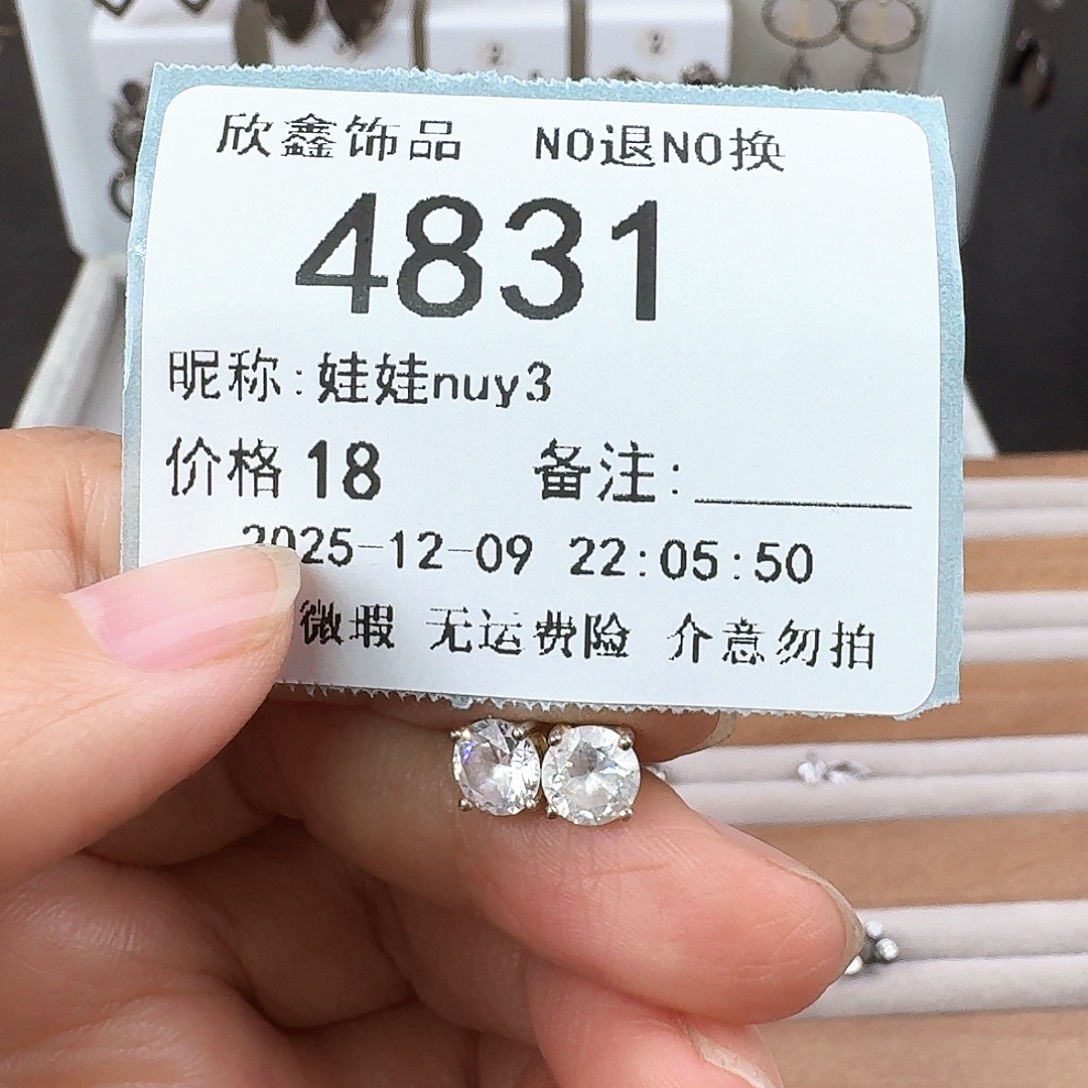 欣鑫饰品 NO退NO换
4831
昵称:娃娃nuy3
价格 18 备注:
2025-12-09 22:05:50
微瑕 无运费险 介意勿拍